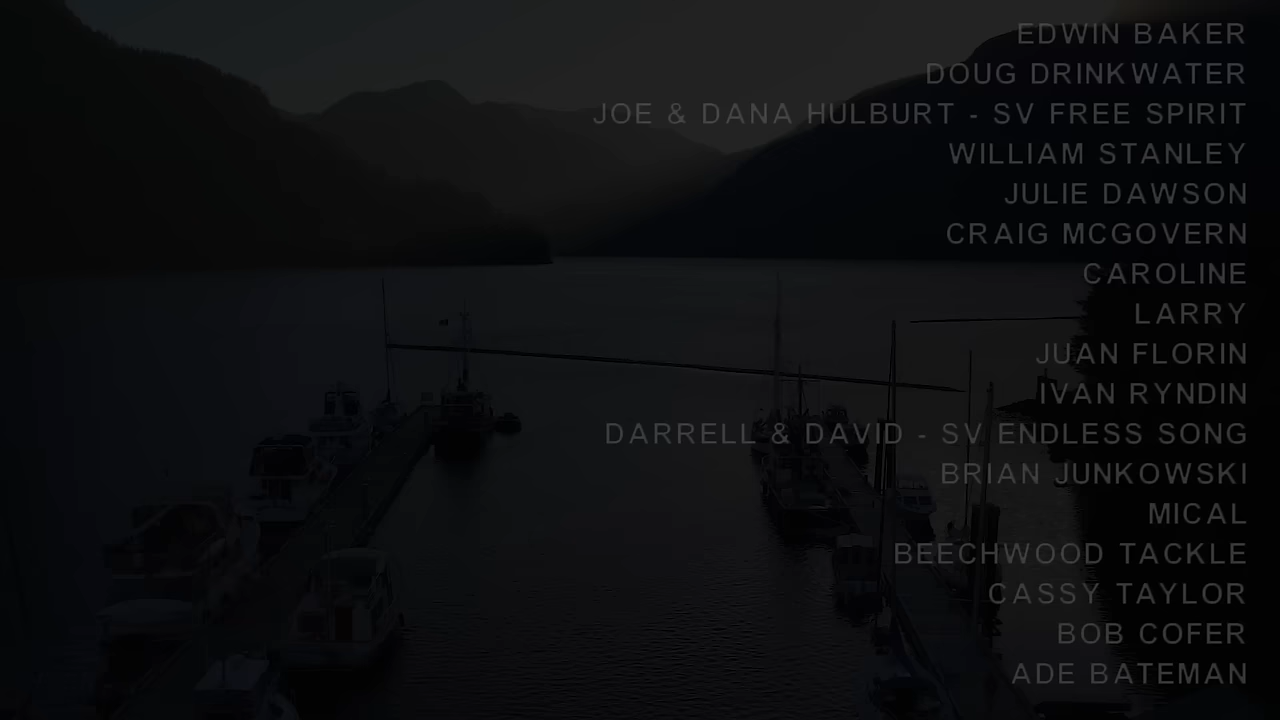 EDWIN BAKER
DOUG DRINKWATER
JOE & DANA HULBURT - SV FREE SPIRIT
WILLIAM STANLEY
JULIE DAWSON
CRAIG MCGOVERN
CAROLINE
LARRY
JUAN FLORIN
IVAN RYNDIN
DARRELL & DAVID - SV ENDLESS SONG
BRIAN JUNKOWSKI
MICAL
BEECHWOOD TACKLE
CASSY TAYLOR
BOB COFER
ADE BATEMAN